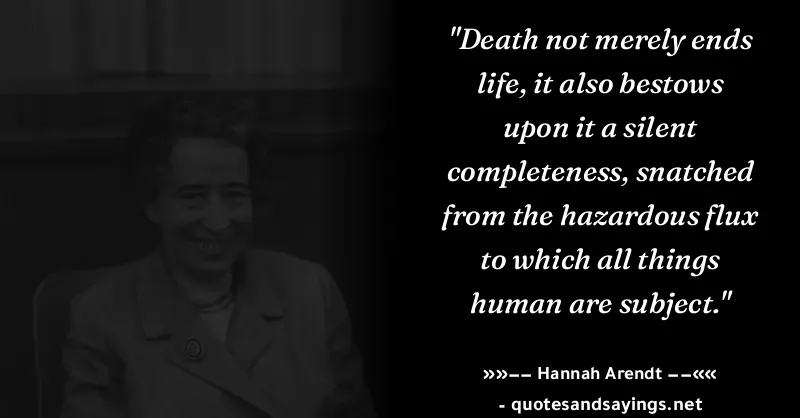 "Death not merely ends
life, it also bestows
upon it a silent
completeness, snatched
from the hazardous flux
to which all things
human are subject."
»»–– Hannah Arendt ––««
- quotesandsayings.net